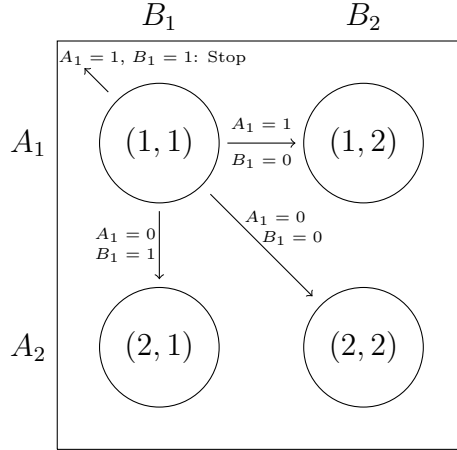 B₁ B₂
A₁ = 1, B₁ = 1: Stop
A₁ (1, 1) (1, 2)
A₁ = 1
B₁ = 0
A₁ = 0
B₁ = 0
A₁ = 0
B₁ = 1
A₂ (2, 1) (2, 2)